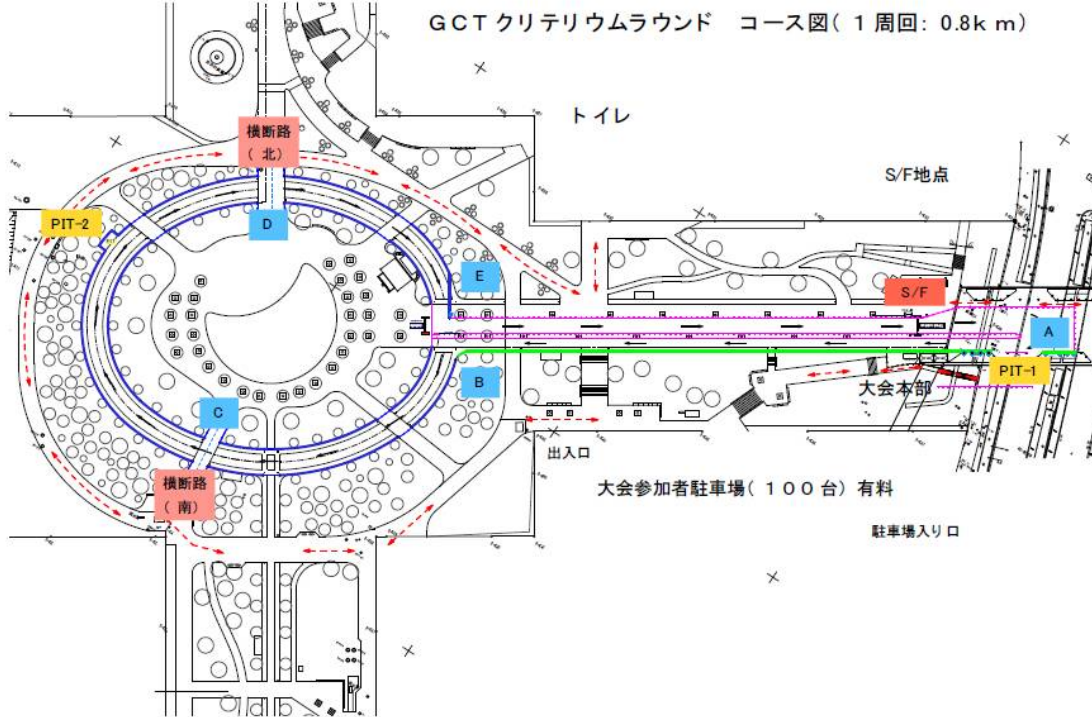 GCTクリテリウムラウンド コース図( 1周回: 0.8km)
トイレ
横断路
( 北)
S/F地点
PIT-2
D
E
S/F
A
PIT-1
B
大会本部
C
出入口
横断路
( 南)
大会参加者駐車場( 100台) 有料
駐車場入り口